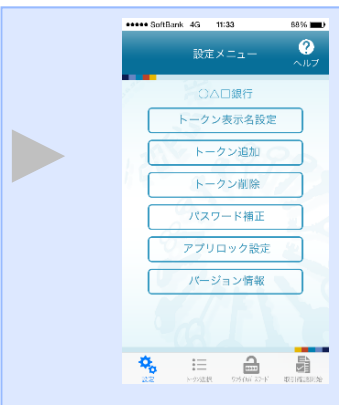 SoftBank 4G 11:33 88%
設定メニュー
ヘルプ
○△□銀行
トークン表示名設定
トークン追加
トークン削除
パスワード補正
アプリロック設定
バージョン情報
設定